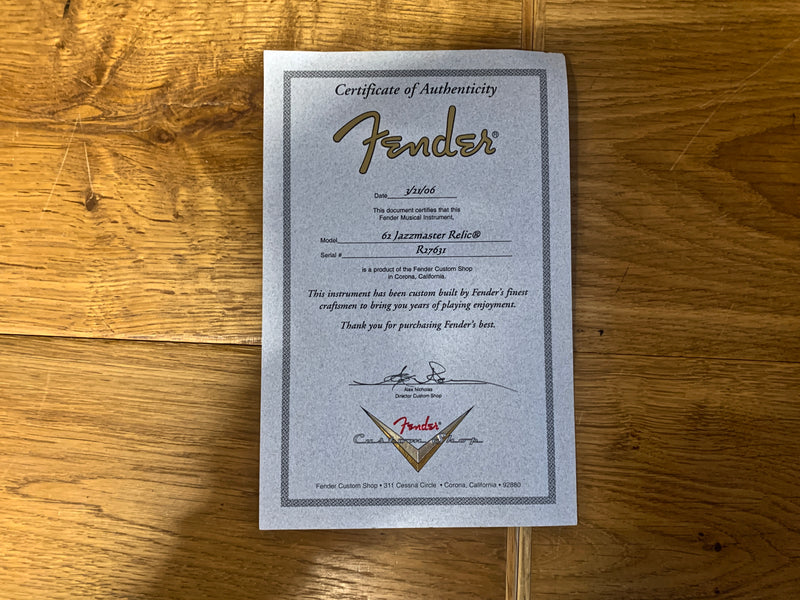 Certificate of Authenticity
Fender®
Date 1/21/06
This document certifies that this
Fender Musical Instrument,
Model 62 Jazzmaster Relic®
Serial # R17631
is a product of the Fender Custom Shop
in Corona, California.
This instrument has been custom built by Fender's finest
craftsmen to bring you years of playing enjoyment.
Thank you for purchasing Fender's best.
Alex Nicholas
Director Custom Shop
Fender®
Custom Shop
Fender Custom Shop • 311 Cessna Circle • Corona, California • 92880